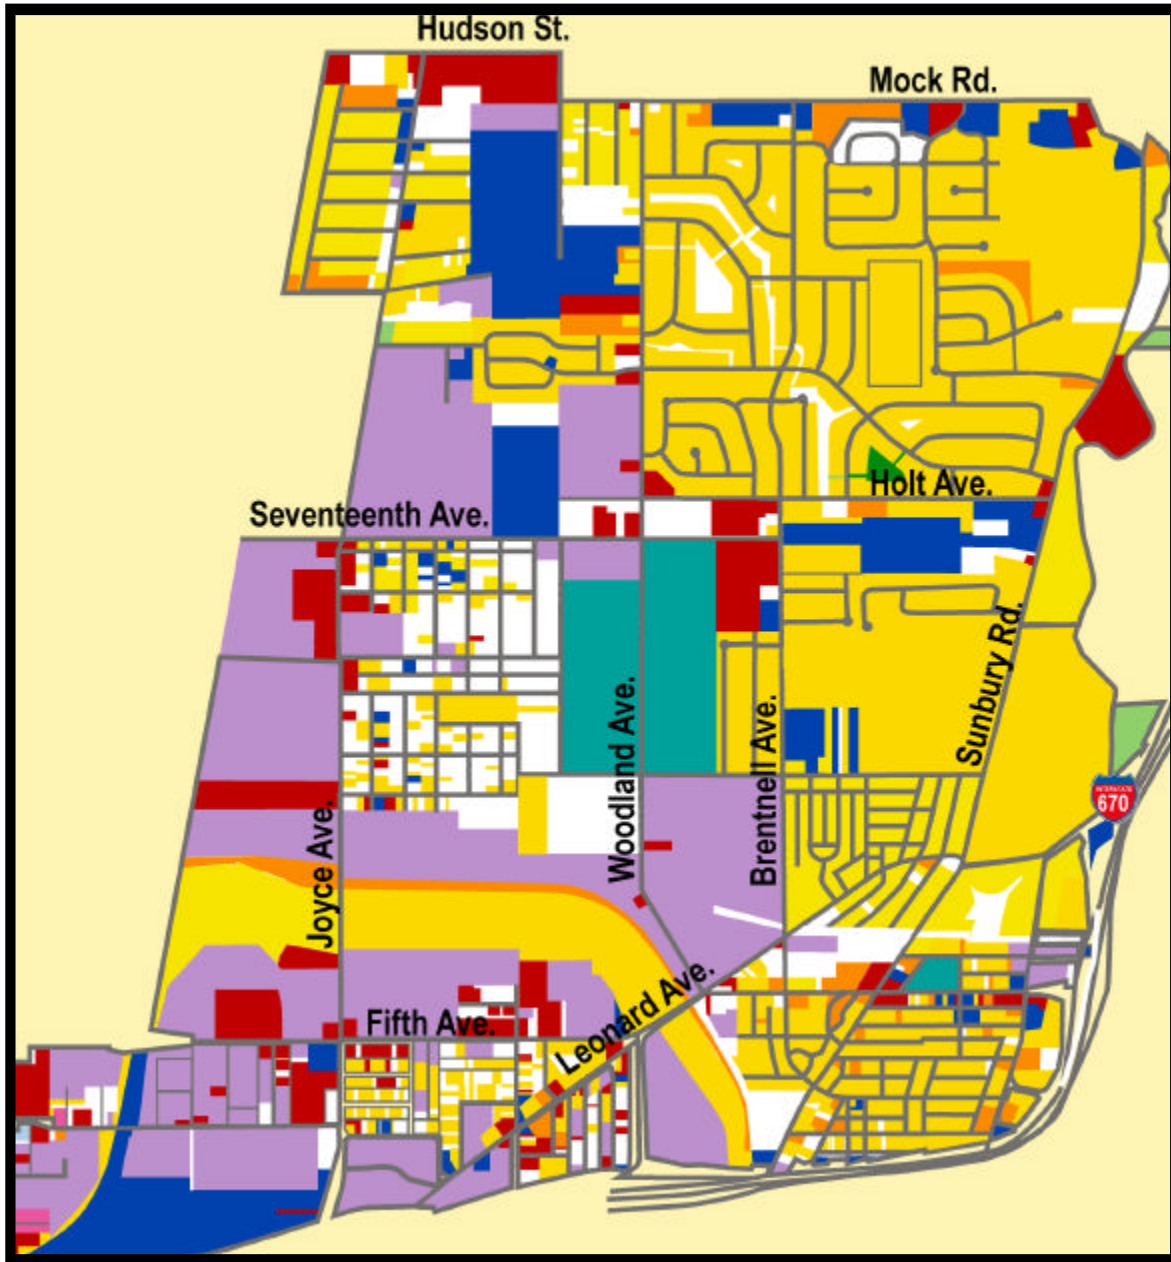 Hudson St.
Mock Rd.
Holt Ave.
Seventeenth Ave.
Sunbury Rd.
Woodland Ave.
Brentnell Ave.
INTERSTATE
670
Joyce Ave.
Leonard Ave.
Fifth Ave.